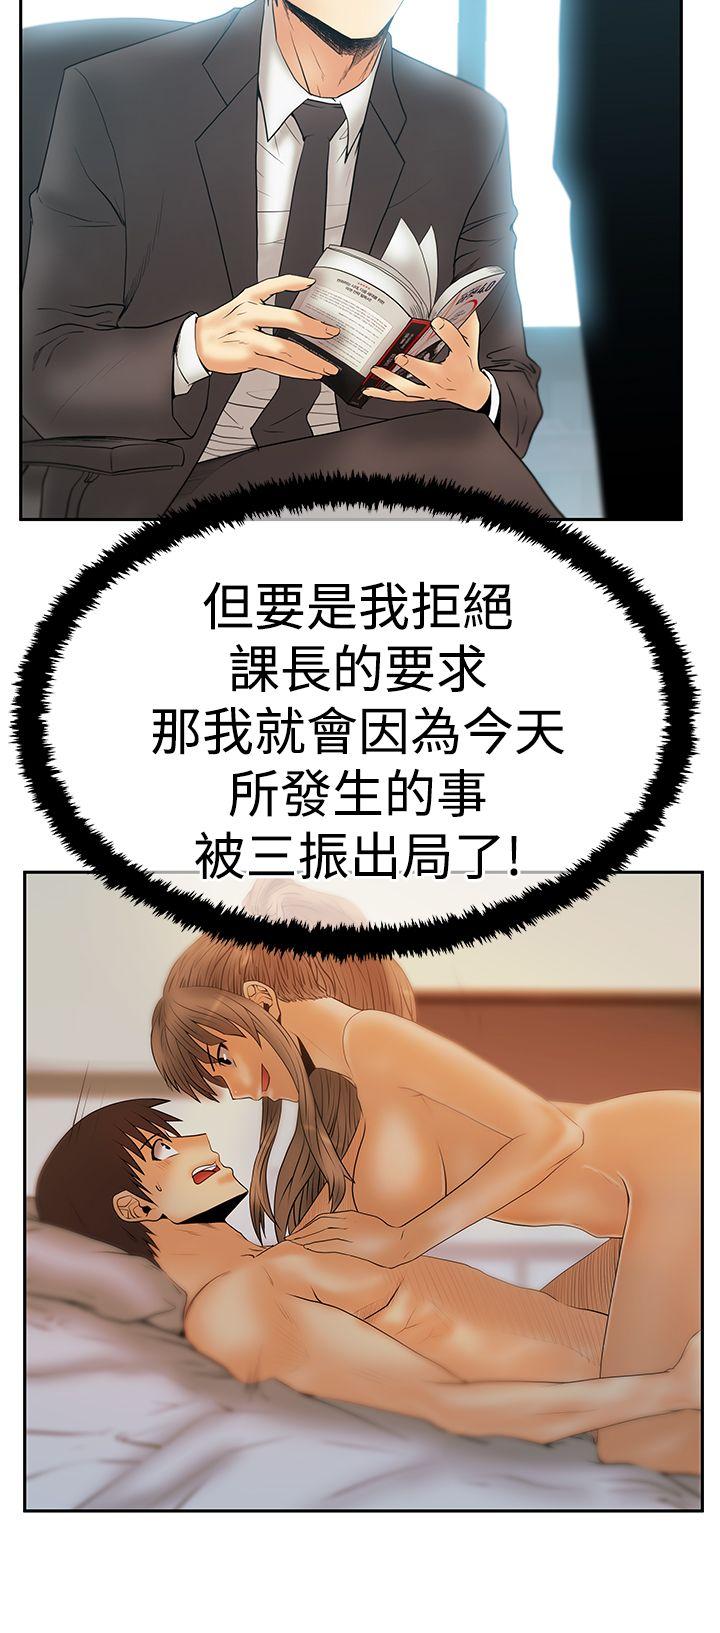 但要是我拒絕
課長的要求
那我就會因為今天
所發生的事
被三振出局了!